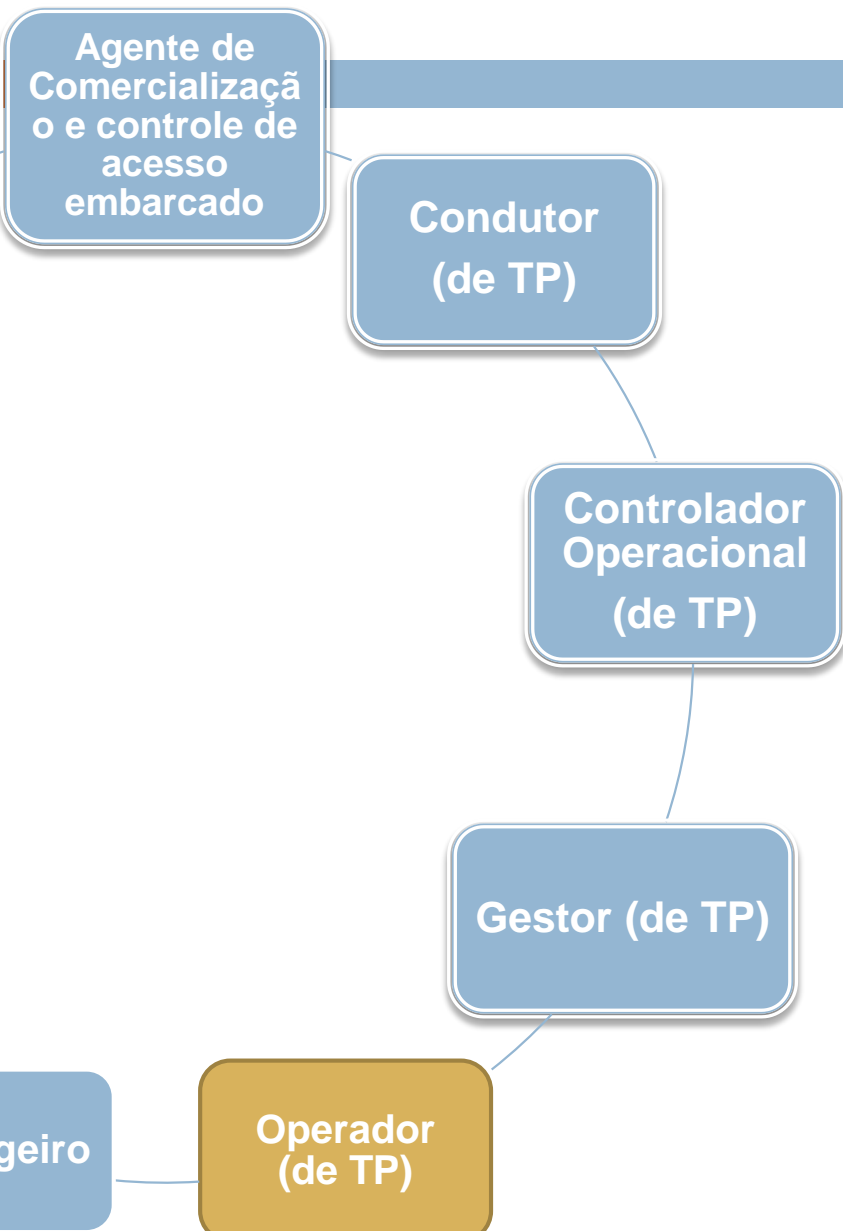 Agente de
Comercializaçã
o e controle de
acesso
embarcado
Condutor
(de TP)
Controlador
Operacional
(de TP)
Gestor (de TP)
Operador
(de TP)
geiro